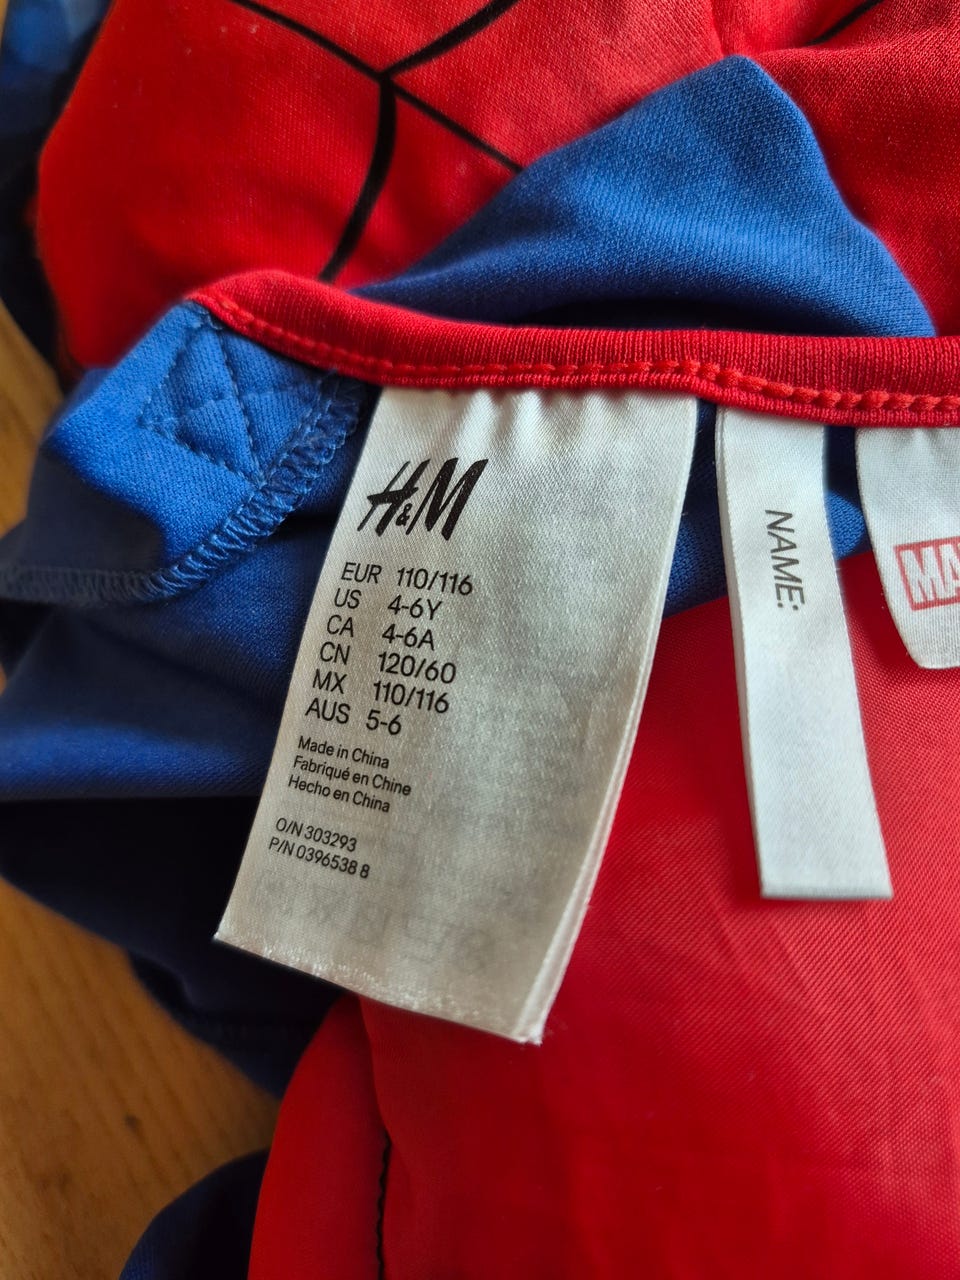 H&M
EUR 110/116
US 4-6Y
CA 4-6A
CN 120/60
MX 110/116
AUS 5-6
Made in China
Fabriqué en Chine
Hecho en China
O/N 303293
P/N 0396538 8
NAME:
MA